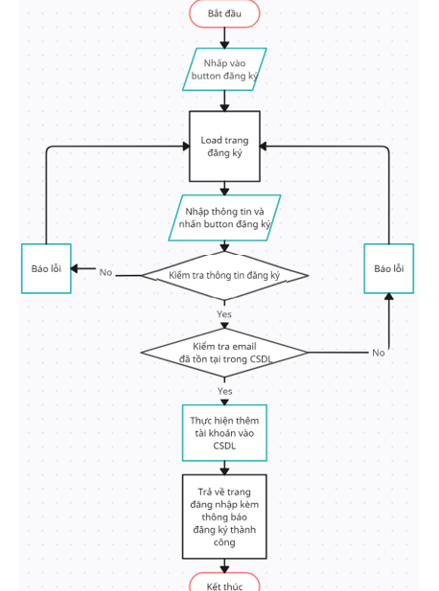 Bắt đầu
Nhấp vào
button đăng ký
Load trang
đăng ký
Nhập thông tin và
nhấn button đăng ký
Báo lỗi
No
Kiểm tra thông tin đăng ký
Báo lỗi
Yes
Kiểm tra email
đã tồn tại trong CSDL
No
Yes
Thực hiện thêm
tài khoản vào
CSDL
Trả về trang
đăng nhập kèm
thông báo
đăng ký thành
công
Kết thúc